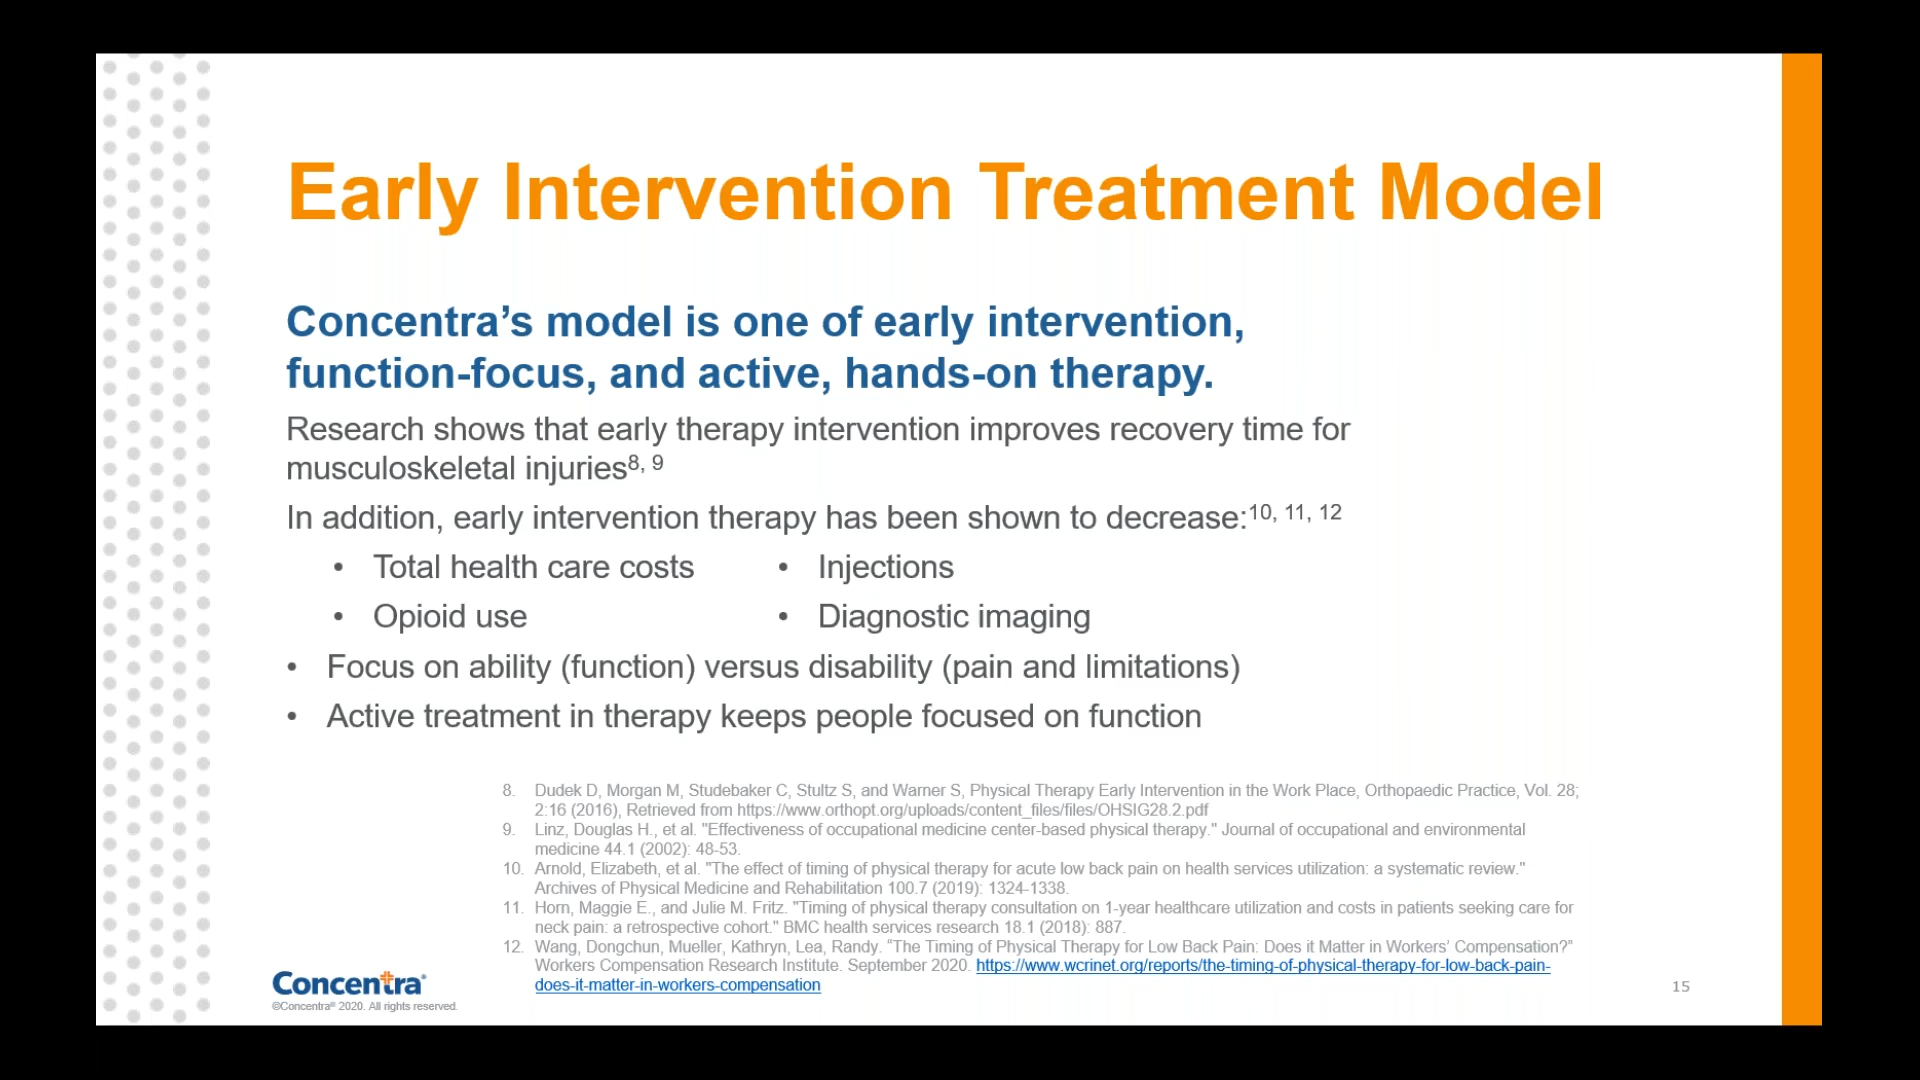 Early Intervention Treatment Model
Concentra’s model is one of early intervention,
function-focus, and active, hands-on therapy.
Research shows that early therapy intervention improves recovery time for
musculoskeletal injuries8, 9
In addition, early intervention therapy has been shown to decrease:10, 11, 12
• Total health care costs
• Opioid use
• Injections
• Diagnostic imaging
• Focus on ability (function) versus disability (pain and limitations)
• Active treatment in therapy keeps people focused on function
8. Dudek D, Morgan M, Studebaker C, Stultz S, and Warner S, Physical Therapy Early Intervention in the Work Place, Orthopaedic Practice, Vol. 28;
2:16 (2016), Retrieved from https://www.orthopt.org/uploads/content_files/files/OHSIG28.2.pdf
9. Linz, Douglas H., et al. "Effectiveness of occupational medicine center-based physical therapy." Journal of occupational and environmental
medicine 44.1 (2002): 48-53.
10. Arnold, Elizabeth, et al. "The effect of timing of physical therapy for acute low back pain on health services utilization: a systematic review."
Archives of Physical Medicine and Rehabilitation 100.7 (2019): 1324-1338.
11. Horn, Maggie E., and Julie M. Fritz. "Timing of physical therapy consultation on 1-year healthcare utilization and costs in patients seeking care for
neck pain: a retrospective cohort." BMC health services research 18.1 (2018): 887.
12. Wang, Dongchun, Mueller, Kathryn, Lea, Randy. “The Timing of Physical Therapy for Low Back Pain: Does it Matter in Workers’ Compensation?”
Workers Compensation Research Institute. September 2020. https://www.wcrinet.org/reports/the-timing-of-physical-therapy-for-low-back-pain-
does-it-matter-in-workers-compensation
Concentra®
©Concentra® 2020. All rights reserved.
15